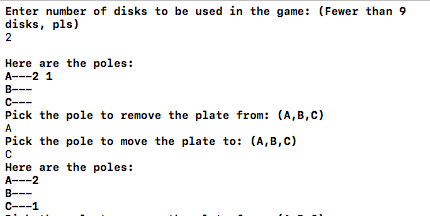 Enter number of disks to be used in the game: (Fewer than 9
disks, pls)
2
Here are the poles:
A---2 1
B---
C---
Pick the pole to remove the plate from: (A,B,C)
A
Pick the pole to move the plate to: (A,B,C)
C
Here are the poles:
A---2
B---
C---1